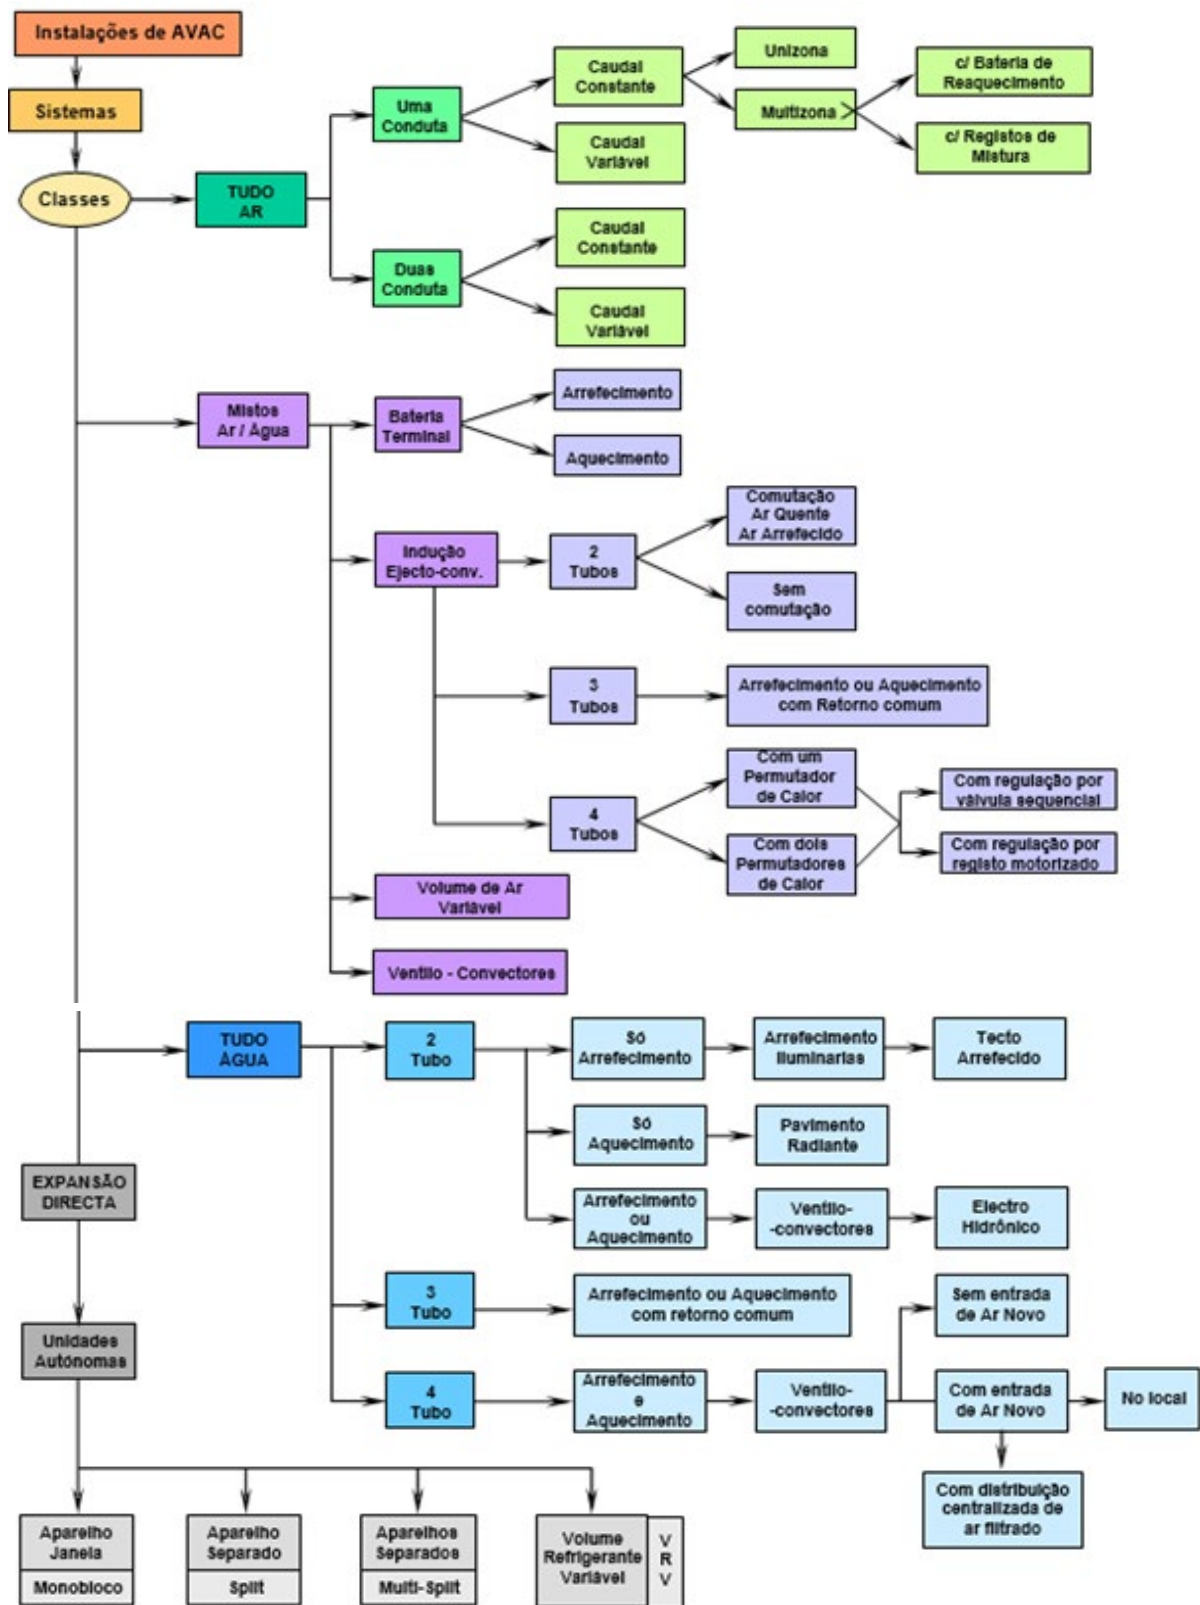 Instalações de AVAC
Sistemas
Classes
TUDO
AR
Uma
Conduta
Caudal
Constante
Unizona
Multizona
c/ Bateria de
Reaquecimento
c/ Registos de
Mistura
Caudal
Variável
Duas
Conduta
Caudal
Constante
Caudal
Variável
Mistos
Ar / Água
Bateria
Terminal
Arrefecimento
Aquecimento
Indução
Ejecto-conv.
2
Tubos
Comutação
Ar Quente
Ar Arrefecido
Sem
comutação
3
Tubos
Arrefecimento ou Aquecimento
com Retorno comum
4
Tubos
Com um
Permutador
de Calor
Com dois
Permutadores
de Calor
Com regulação por
válvula sequencial
Com regulação por
registo motorizado
Volume de Ar
Variável
Ventilo - Convectores
TUDO
ÁGUA
2
Tubo
Só
Arrefecimento
Arrefecimento
Iluminarias
Tecto
Arrefecido
Só
Aquecimento
Pavimento
Radiante
Arrefecimento
ou
Aquecimento
Ventilo-
-convectores
Electro
Hidrônico
3
Tubo
Arrefecimento ou Aquecimento
com retorno comum
4
Tubo
Arrefecimento
e
Aquecimento
Ventilo-
-convectores
Sem entrada
de Ar Novo
Com entrada
de Ar Novo
No local
Com distribuição
centralizada de
ar filtrado
EXPANSÃO
DIRECTA
Unidades
Autónomas
Aparelho
Janela
Monobloco
Aparelho
Separado
Split
Aparelhos
Separados
Multi-Split
Volume
Refrigerante
Variável
V
R
V